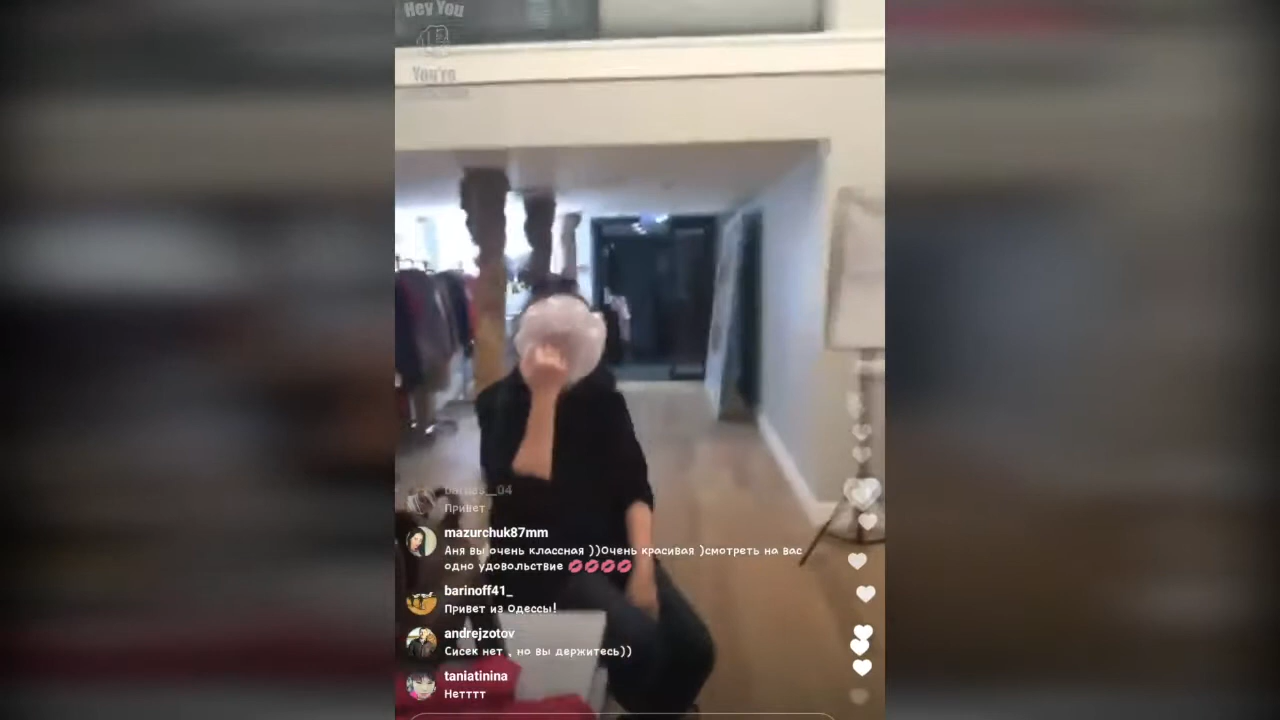 Hey You
You're
Привет
mazurchuk87mm
Аня вы очень классная ))Очень красивая )смотреть на вас
одно удовольствие 💋💋💋💋
barinoff41_
Привет из Одессы!
andrejzotov
Сисек нет , но вы держитесь))
taniatinina
Нетттт